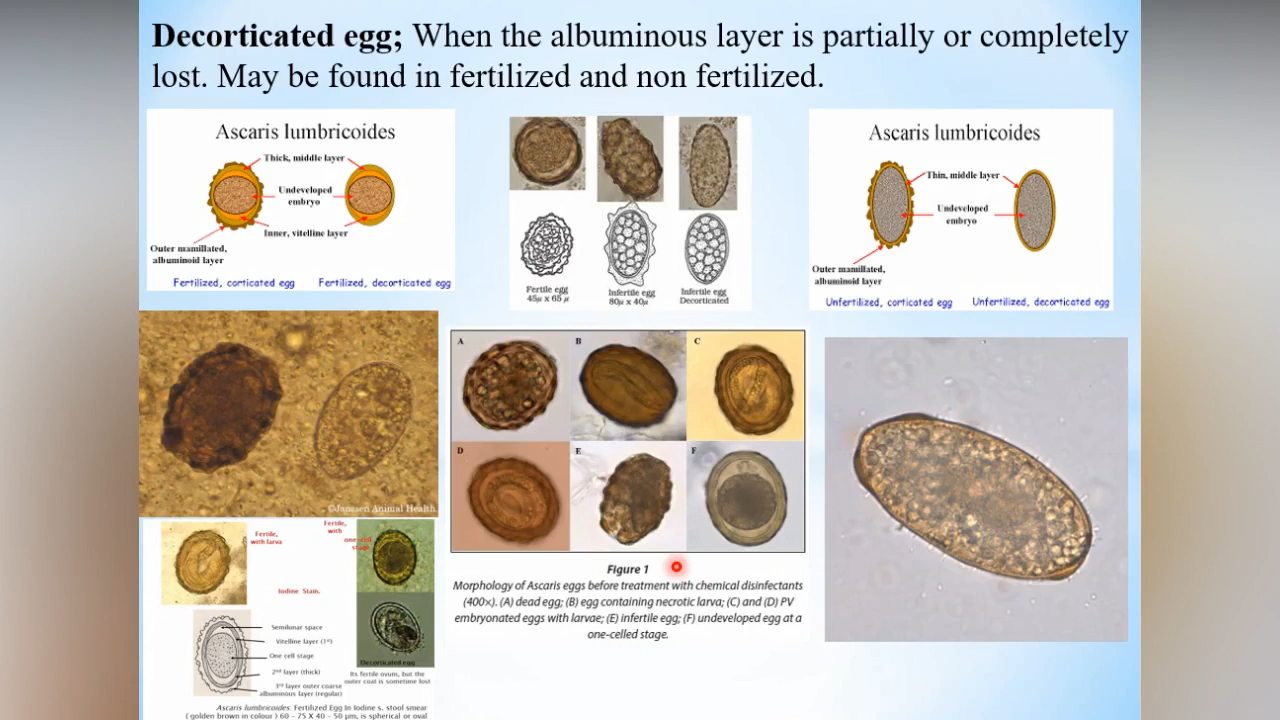 Decorticated egg; When the albuminous layer is partially or completely
lost. May be found in fertilized and non fertilized.
Ascaris lumbricoides
Thick, middle layer
Undeveloped
embryo
Inner, vitelline layer
Outer mamillated,
albuminoid layer
Fertilized, corticated egg
Fertilized, decorticated egg
Fertile egg
45µ x 65 µ
Infertile egg
80µ x 40µ
Infertile egg
Decorticated
Ascaris lumbricoides
Thin, middle layer
Undeveloped
embryo
Outer mamillated,
albuminoid layer
Unfertilized, corticated egg
Unfertilized, decorticated egg
©Janssen Animal Health
A
B
C
D
E
F
Figure 1
Morphology of Ascaris eggs before treatment with chemical disinfectants
(400×). (A) dead egg; (B) egg containing necrotic larva; (C) and (D) PV
embryonated eggs with larvae; (E) infertile egg; (F) undeveloped egg at a
one-celled stage.
Fertile,
with larva
Fertile,
with
one-cell
stage
Iodine Stain.
Semilunar space
Vitelline layer (1st)
One cell stage
2nd layer (thick)
3rd layer outer coarse
albuminous layer (regular)
Decorticated egg
Its fertile ovum, but the
outer coat is sometime lost
Ascaris lumbricoides: Fertilized Egg In Iodine s. stool smear
( golden brown in colour ) 60 - 75 X 40 - 50 µm, is spherical or oval